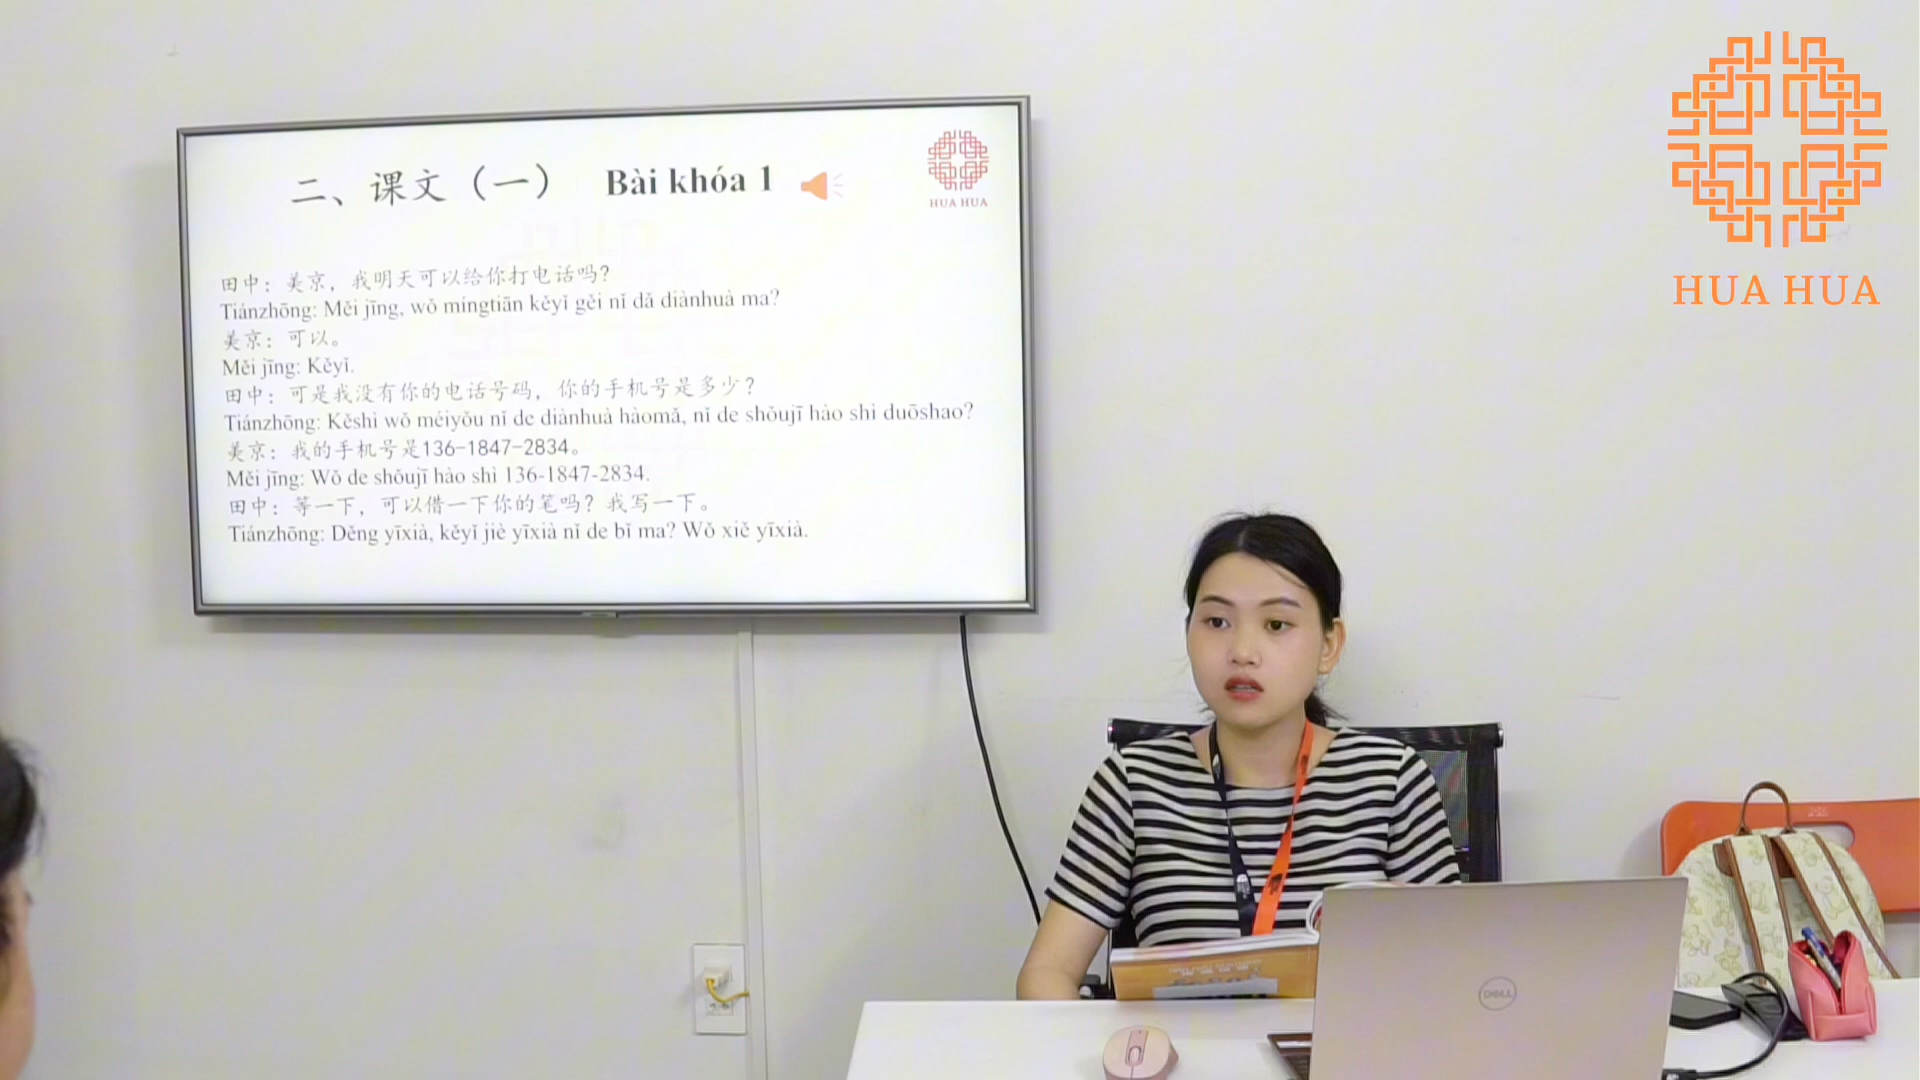 二、课文（一） Bài khóa 1
HUA HUA
田中：美京，我明天可以给你打电话吗？
Tiánzhōng: Měi jīng, wǒ míngtiān kěyǐ gěi nǐ dǎ diànhuà ma?
美京：可以。
Měi jīng: Kěyǐ.
田中：可是我没有你的电话号码，你的手机号是多少？
Tiánzhōng: Kěshì wǒ méiyǒu nǐ de diànhuà hàomǎ, nǐ de shǒujī hào shì duōshao?
美京：我的手机号是136-1847-2834。
Měi jīng: Wǒ de shǒujī hào shì 136-1847-2834.
田中：等一下，可以借一下你的笔吗？我写一下。
Tiánzhōng: Děng yīxià, kěyǐ jiè yīxià nǐ de bǐ ma? Wǒ xiě yīxià.
HUA HUA
DELL